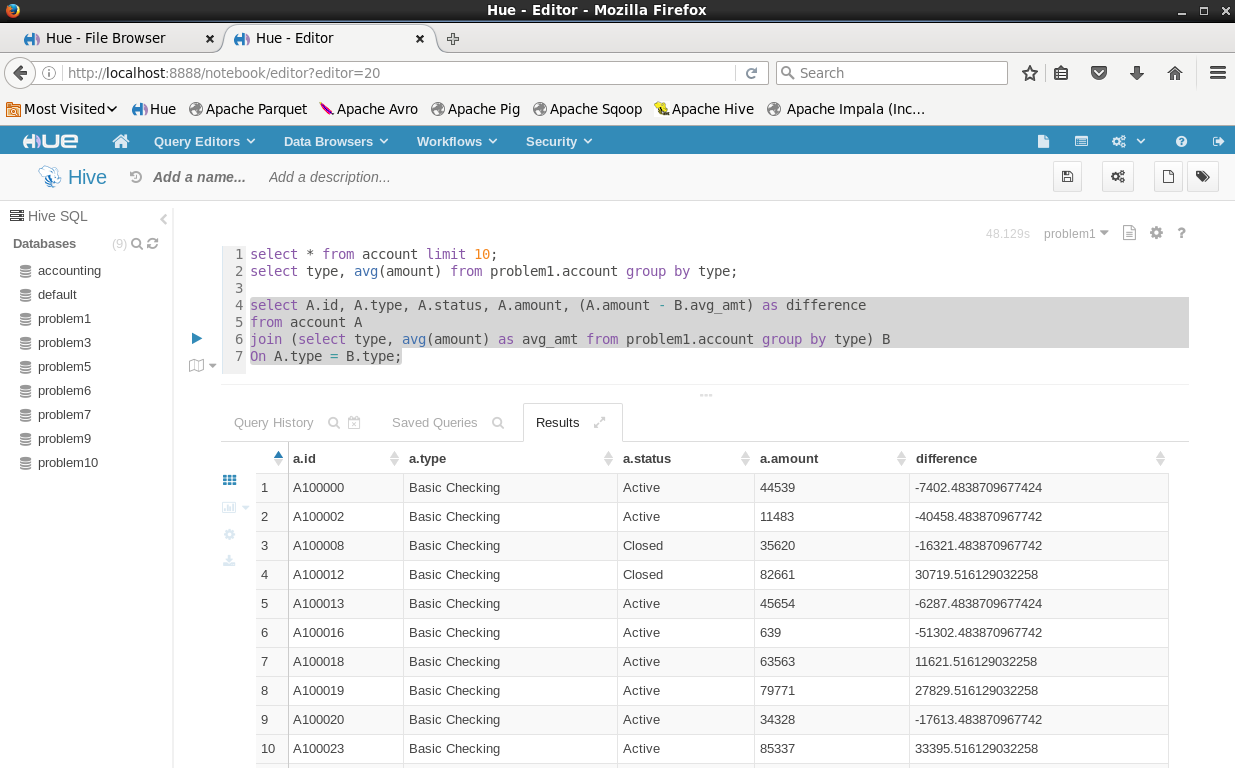 Hue - Editor - Mozilla Firefox
Hue - File Browser
Hue - Editor
http://localhost:8888/notebook/editor?editor=20
Search
Most Visited
Hue
Apache Parquet
Apache Avro
Apache Pig
Apache Sqoop
Apache Hive
Apache Impala (Inc...
HUE
Query Editors
Data Browsers
Workflows
Security
Hive
Add a name...
Add a description...
Hive SQL
Databases
(9)
accounting
default
problem1
problem3
problem5
problem6
problem7
problem9
problem10
48.129s
problem1
?
1 select * from account limit 10;
2 select type, avg(amount) from problem1.account group by type;
3
4 select A.id, A.type, A.status, A.amount, (A.amount - B.avg_amt) as difference
5 from account A
6 join (select type, avg(amount) as avg_amt from problem1.account group by type) B
7 On A.type = B.type;
Query History
Saved Queries
Results
a.id a.type a.status a.amount difference
1 A100000 Basic Checking Active 44539 -7402.4838709677424
2 A100002 Basic Checking Active 11483 -40458.483870967742
3 A100008 Basic Checking Closed 35620 -16321.483870967742
4 A100012 Basic Checking Closed 82661 30719.516129032258
5 A100013 Basic Checking Active 45654 -6287.4838709677424
6 A100016 Basic Checking Active 639 -51302.483870967742
7 A100018 Basic Checking Active 63563 11621.516129032258
8 A100019 Basic Checking Active 79771 27829.516129032258
9 A100020 Basic Checking Active 34328 -17613.483870967742
10 A100023 Basic Checking Active 85337 33395.516129032258